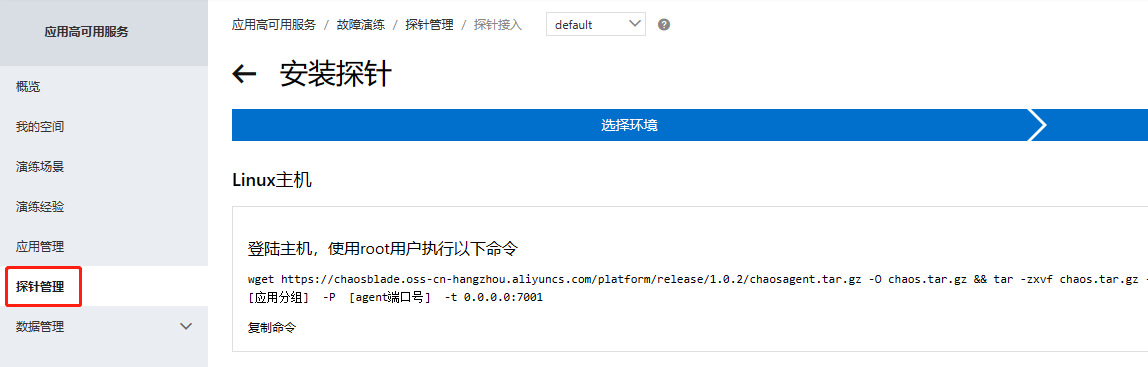 应用高可用服务
概览
我的空间
演练场景
演练经验
应用管理
探针管理
数据管理
应用高可用服务 / 故障演练 / 探针管理 / 探针接入 default ?
← 安装探针
选择环境
Linux主机
登陆主机，使用root用户执行以下命令
wget https://chaosblade.oss-cn-hangzhou.aliyuncs.com/platform/release/1.0.2/chaosagent.tar.gz -O chaos.tar.gz && tar -zxvf chaos.tar.gz -
[应用分组] -P [agent端口号] -t 0.0.0.0:7001
复制命令